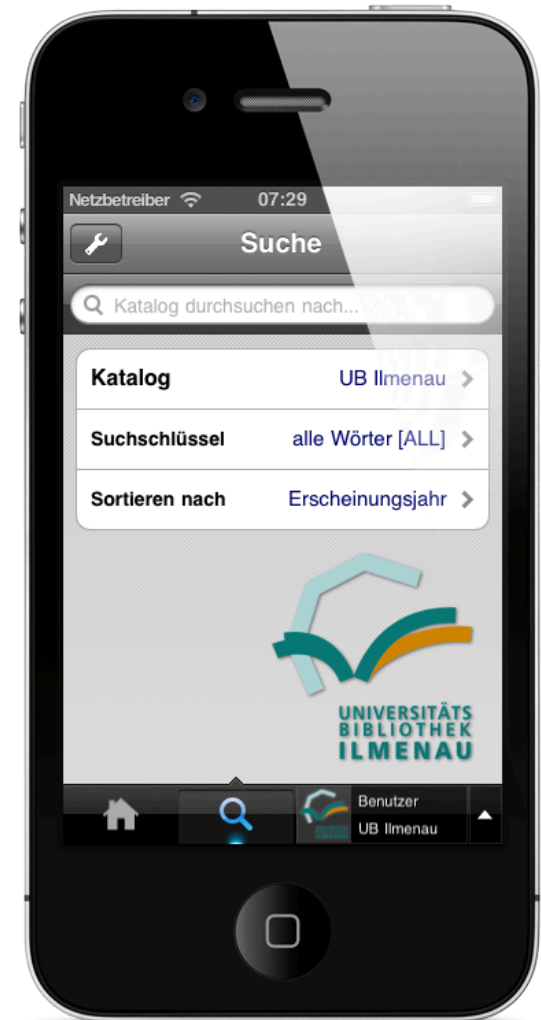 Netzbetreiber 07:29
Suche
Katalog durchsuchen nach...
Katalog UB Ilmenau
Suchschlüssel alle Wörter [ALL]
Sortieren nach Erscheinungsjahr
UNIVERSITÄTS
BIBLIOTHEK
ILMENAU
Benutzer
UB Ilmenau